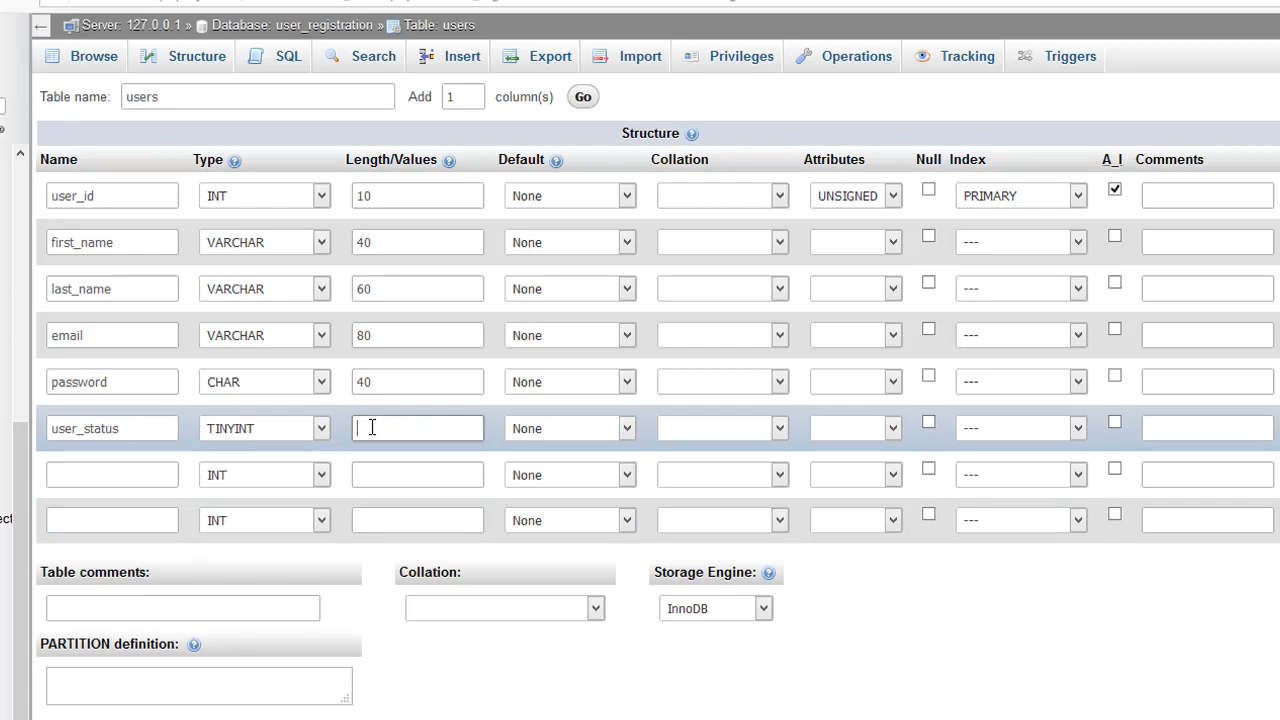 Server: 127.0.0.1 » Database: user_registration » Table: users
Browse Structure SQL Search Insert Export Import Privileges Operations Tracking Triggers
Table name: users Add 1 column(s) Go
Structure
Name Type Length/Values Default Collation Attributes Null Index A_I Comments
user_id INT 10 None UNSIGNED PRIMARY
first_name VARCHAR 40 None ---
last_name VARCHAR 60 None ---
email VARCHAR 80 None ---
password CHAR 40 None ---
user_status TINYINT None ---
INT None ---
INT None ---
Table comments: Collation: Storage Engine:
InnoDB
PARTITION definition: